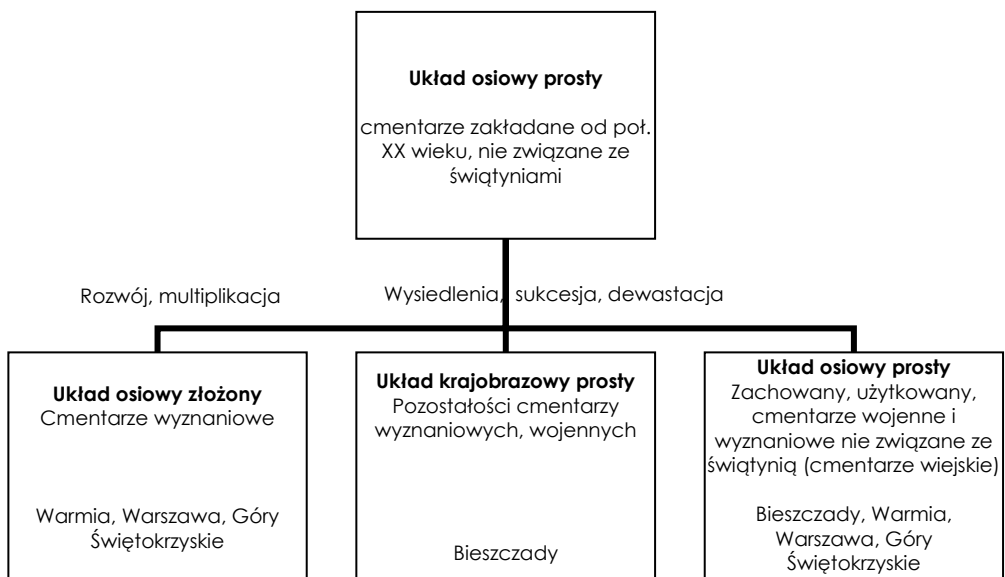 Układ osiowy prosty
cmentarze zakładane od poł.
XX wieku, nie związane ze
świątyniami
Rozwój, multiplikacja
Wysiedlenia, sukcesja, dewastacja
Układ osiowy złożony
Cmentarze wyznaniowe
Warmia, Warszawa, Góry
Świętokrzyskie
Układ krajobrazowy prosty
Pozostałości cmentarzy
wyznaniowych, wojennych
Bieszczady
Układ osiowy prosty
Zachowany, użytkowany,
cmentarze wojenne i
wyznaniowe nie związane ze
świątynią (cmentarze wiejskie)
Bieszczady, Warmia,
Warszawa, Góry
Świętokrzyskie